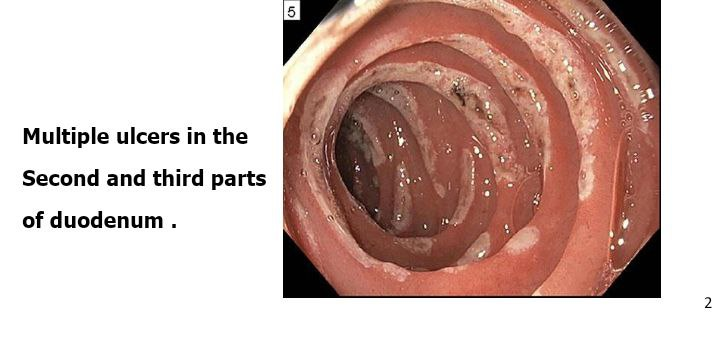 5
Multiple ulcers in the
Second and third parts
of duodenum .
2